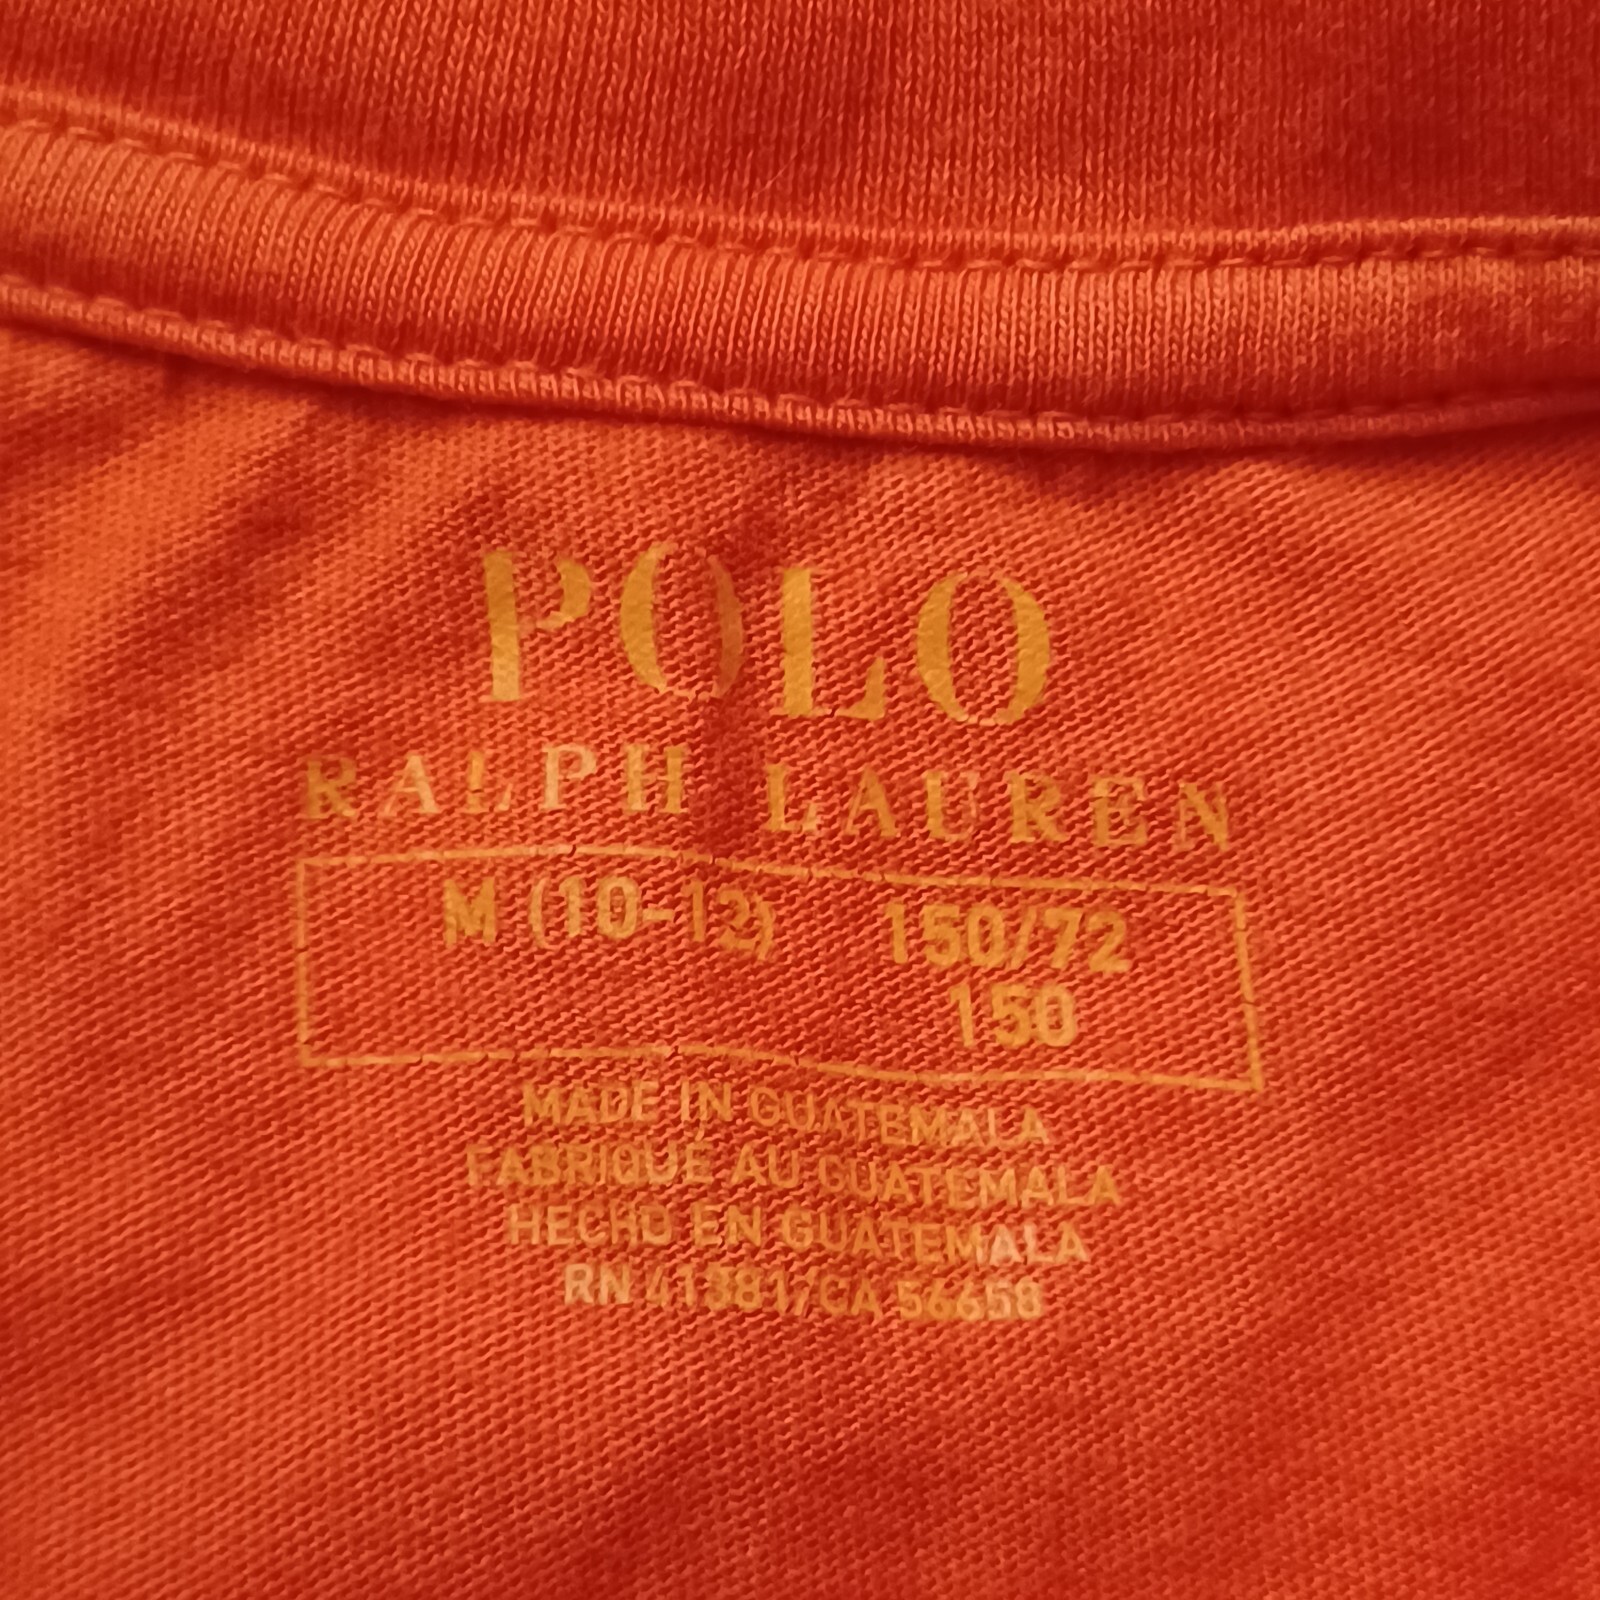 POLO
RALPH LAUREN
M (10-12) 150/72
150
MADE IN GUATEMALA
FABRIQUÉ AU GUATEMALA
HECHO EN GUATEMALA
RN 41381/CA 56658